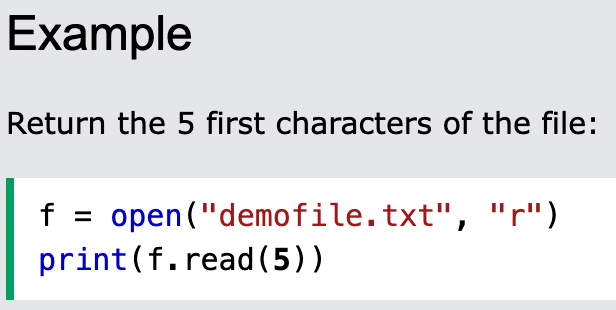 Example
Return the 5 first characters of the file:
f = open("demofile.txt", "r")
print(f.read(5))